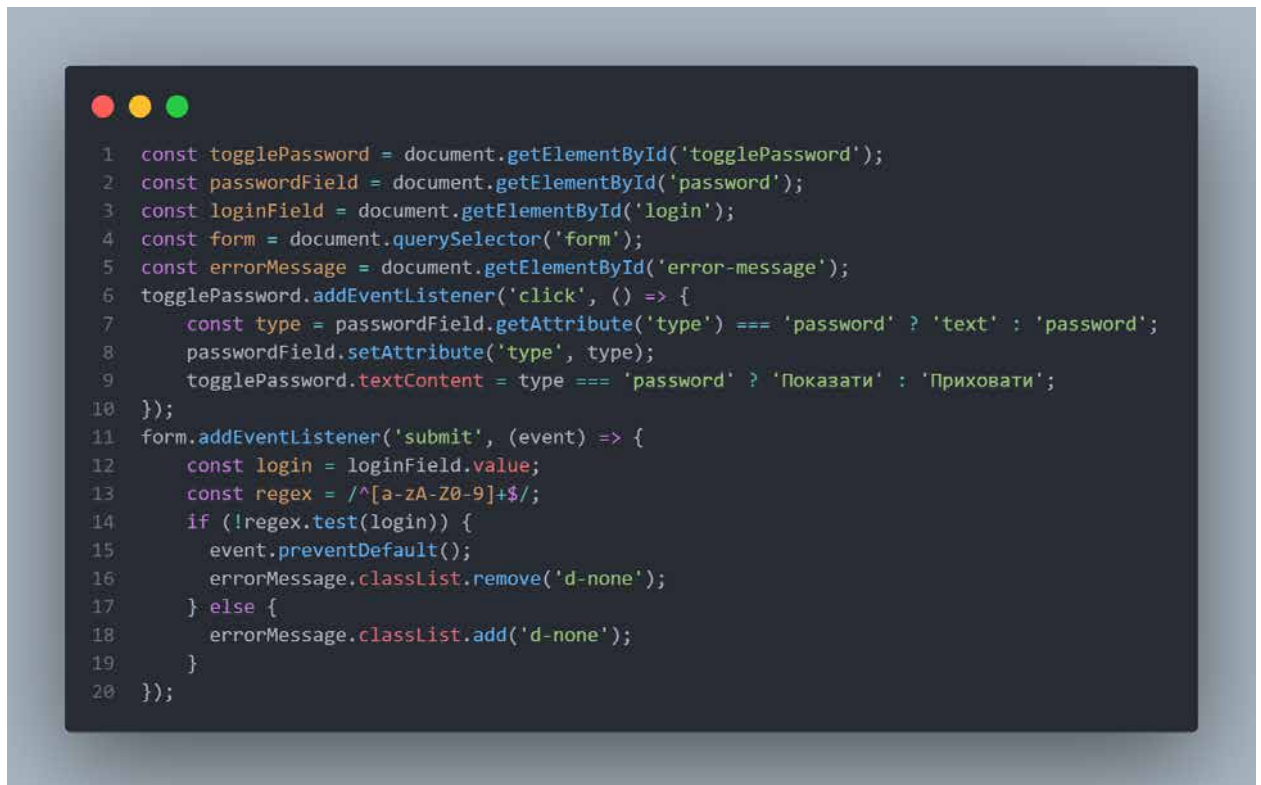 1 const togglePassword = document.getElementById('togglePassword');
2 const passwordField = document.getElementById('password');
3 const loginField = document.getElementById('login');
4 const form = document.querySelector('form');
5 const errorMessage = document.getElementById('error-message');
6 togglePassword.addEventListener('click', () => {
7     const type = passwordField.getAttribute('type') === 'password' ? 'text' : 'password';
8     passwordField.setAttribute('type', type);
9     togglePassword.textContent = type === 'password' ? 'Показати' : 'Приховати';
10 });
11 form.addEventListener('submit', (event) => {
12     const login = loginField.value;
13     const regex = /^[a-zA-Z0-9]+$/;
14     if (!regex.test(login)) {
15       event.preventDefault();
16       errorMessage.classList.remove('d-none');
17     } else {
18       errorMessage.classList.add('d-none');
19     }
20 });